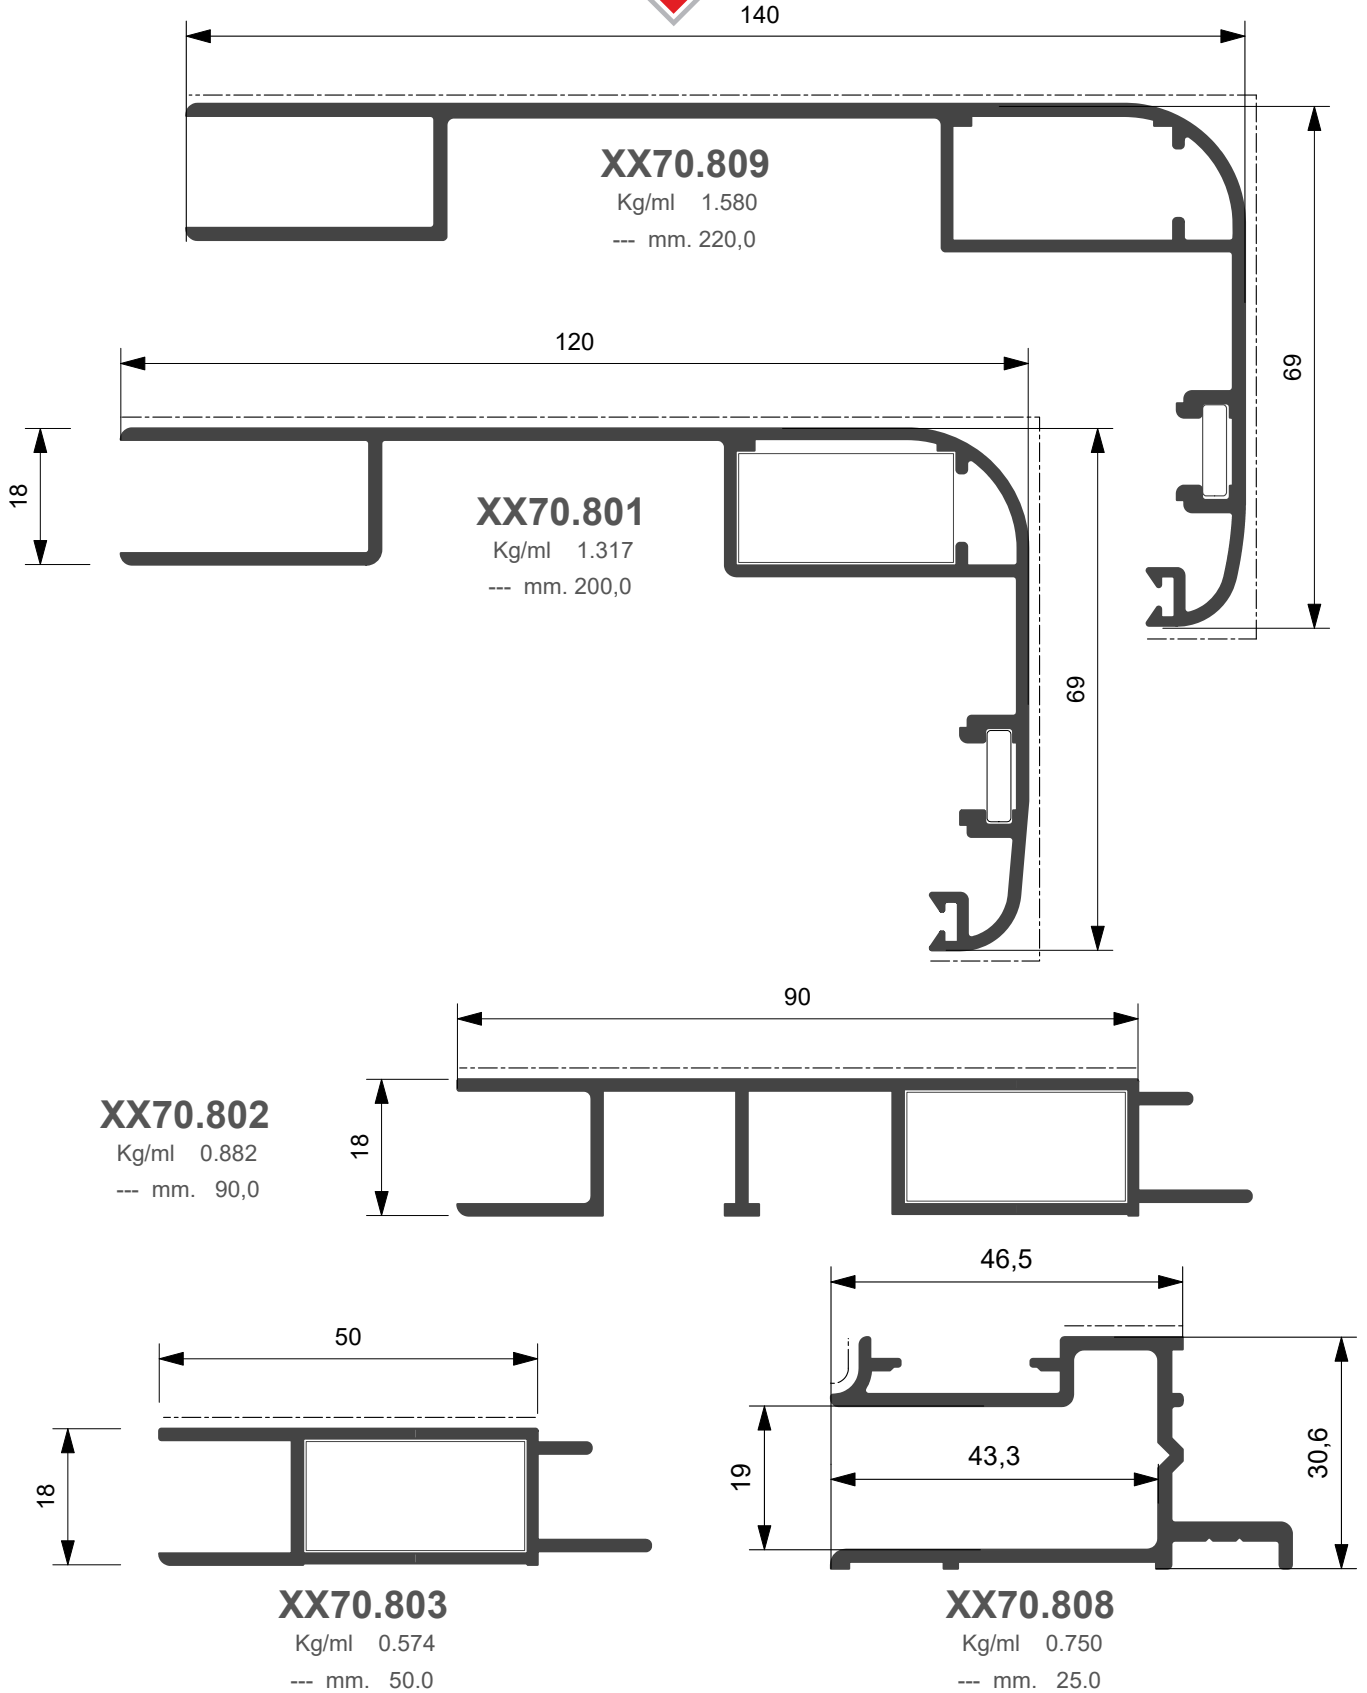 140
XX70.809
Kg/ml 1.580
--- mm. 220,0
69
120
18
XX70.801
Kg/ml 1.317
--- mm. 200,0
69
90
XX70.802
Kg/ml 0.882
--- mm. 90,0
18
46,5
50
18
43,3
19
30,6
XX70.803
Kg/ml 0.574
--- mm. 50.0
XX70.808
Kg/ml 0.750
--- mm. 25.0